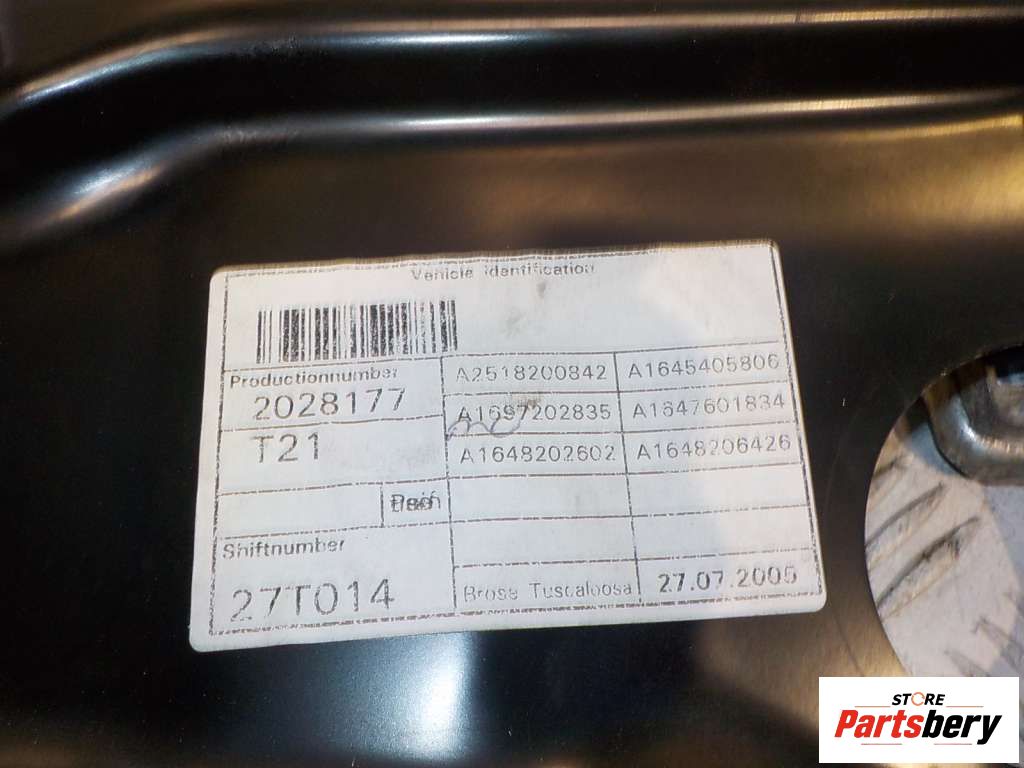 Vehicle identification
Productionnumber
2028177
T21
A2518200842
A1645405806
A1697202835
A1647601834
A1648202602
A1648206426
Shiftnumber
27T014
Brose Tuscaloosa
27.07.2005
STORE
Partsbery